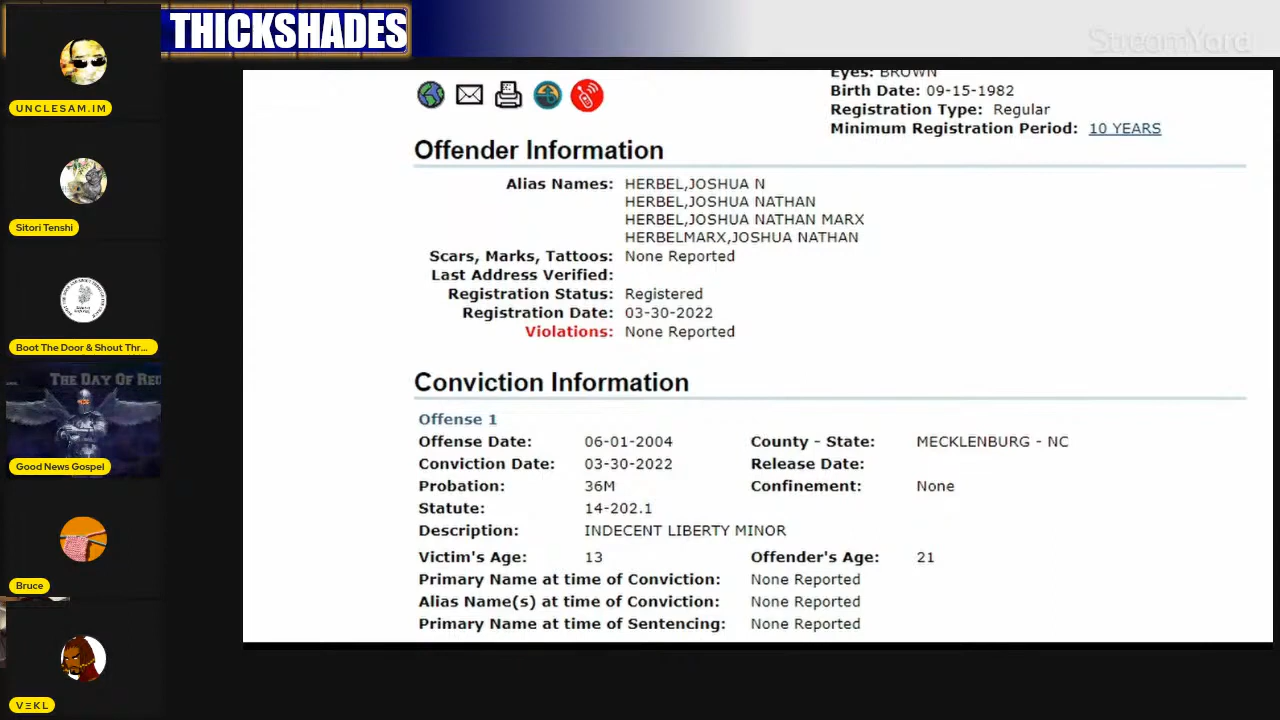 THICKSHADES
StreamYard
UNCLESAM.IM
Sitori Tenshi
Boot The Door & Shout Thr...
THE DAY OF REC
Good News Gospel
Bruce
VΞKL
Eyes: BROWN
Birth Date: 09-15-1982
Registration Type: Regular
Minimum Registration Period: 10 YEARS
Offender Information
Alias Names: HERBEL,JOSHUA N
HERBEL,JOSHUA NATHAN
HERBEL,JOSHUA NATHAN MARX
HERBELMARX,JOSHUA NATHAN
Scars, Marks, Tattoos: None Reported
Last Address Verified:
Registration Status: Registered
Registration Date: 03-30-2022
Violations: None Reported
Conviction Information
Offense 1
Offense Date: 06-01-2004 County - State: MECKLENBURG - NC
Conviction Date: 03-30-2022 Release Date:
Probation: 36M Confinement: None
Statute: 14-202.1
Description: INDECENT LIBERTY MINOR
Victim's Age: 13 Offender's Age: 21
Primary Name at time of Conviction: None Reported
Alias Name(s) at time of Conviction: None Reported
Primary Name at time of Sentencing: None Reported